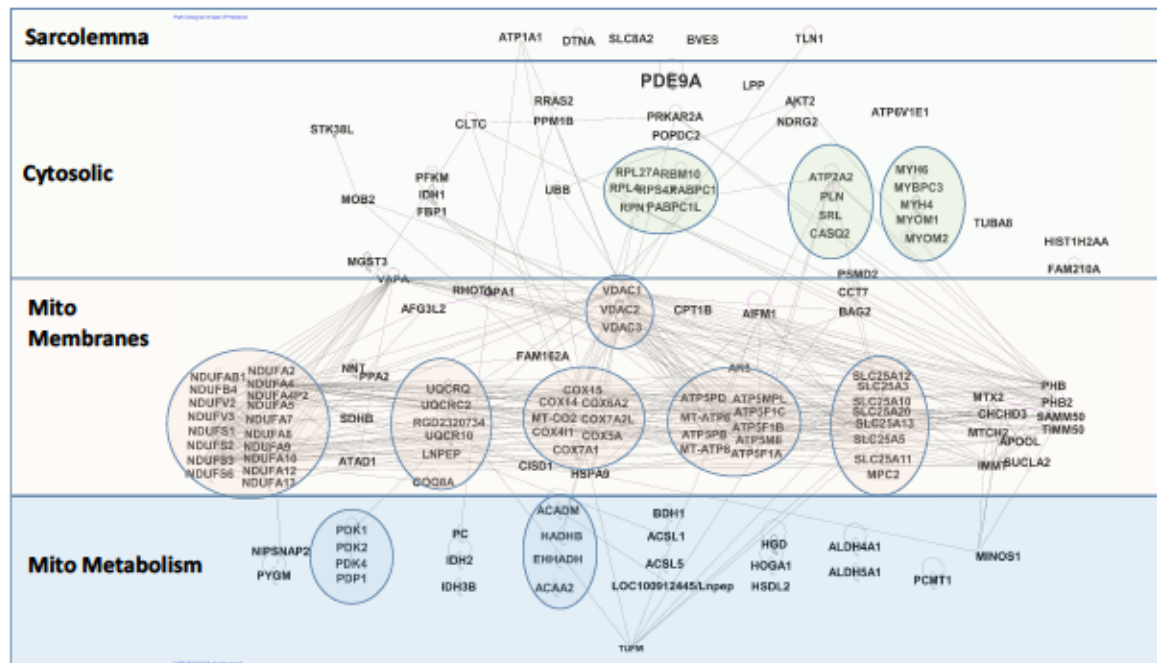 Sarcolemma
ATP1A1
DTNA
SLC8A2
BVES
TLN1
Cytosolic
PDE9A
LPP
RRAS2
AKT2
STK38L
CLTC
PPM1B
PRKAR2A
NDRG2
ATP6V1E1
POPDC2
PFKM
IDH1
FBP1
MOB2
UBB
RPL27A RBM10
RPL4 RPS4X PABPC1
RPN1 PABPC1L
ATP2A2
PLN
SRL
CASQ2
MYH6
MYBPC3
MYH4
MYOM1
MYOM2
TUBA8
HIST1H2AA
MGST3
VAPA
PSMD2
FAM210A
Mito
Membranes
RHOT1
OPA1
AFG3L2
VDAC1
VDAC2
VDAC3
CPT1B
AIFM1
CCT7
BAG2
NNT
PPA2
FAM162A
NDUFAB1
NDUFB4
NDUFV2
NDUFV3
NDUFS1
NDUFS2
NDUFS3
NDUFS6
NDUFA2
NDUFA4
NDUFA4P2
NDUFA5
NDUFA7
NDUFA8
NDUFA9
NDUFA10
NDUFA12
NDUFA13
SDHB
ATAD1
UQCRQ
UQCRC2
RGD2320734
UQCR10
LNPEP
COQ8A
COX15
COX14
COX6A2
MT-CO2
COX7A2L
COX4I1
COX5A
COX7A1
CISD1
HSPA9
ATP5PD
ATP5MPL
MT-ATP6
ATP5F1C
ATP5F1B
ATP5PB
ATP5ME
MT-ATP8
ATP5F1A
SLC25A12
SLC25A3
SLC25A10
SLC25A20
SLC25A13
SLC25A5
SLC25A11
MPC2
PHB
PHB2
MTX2
CHCHD3
SAMM50
TIMM50
MTCH2
APOOL
IMMT
SUCLA2
Mito Metabolism
NIPSNAP2
PYGM
PDK1
PDK2
PDK4
PDP1
PC
IDH2
IDH3B
ACADM
HADHB
EHHADH
ACAA2
BDH1
ACSL1
ACSL5
LOC100912445/Lnpep
HGD
HOGA1
HSDL2
ALDH4A1
ALDH5A1
PCMT1
MINOS1
TUFM